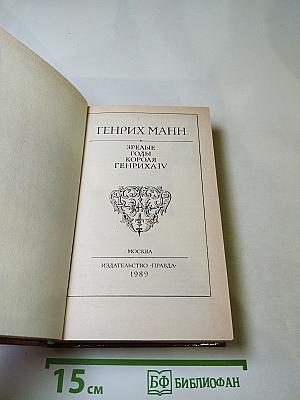 ГЕНРИХ МАНН
ЗРЕЛЫЕ
ГОДЫ
КОРОЛЯ
ГЕНРИХА IV
МОСКВА
ИЗДАТЕЛЬСТВО «ПРАВДА»
1989
15 см
БФ БИБЛИОФАН